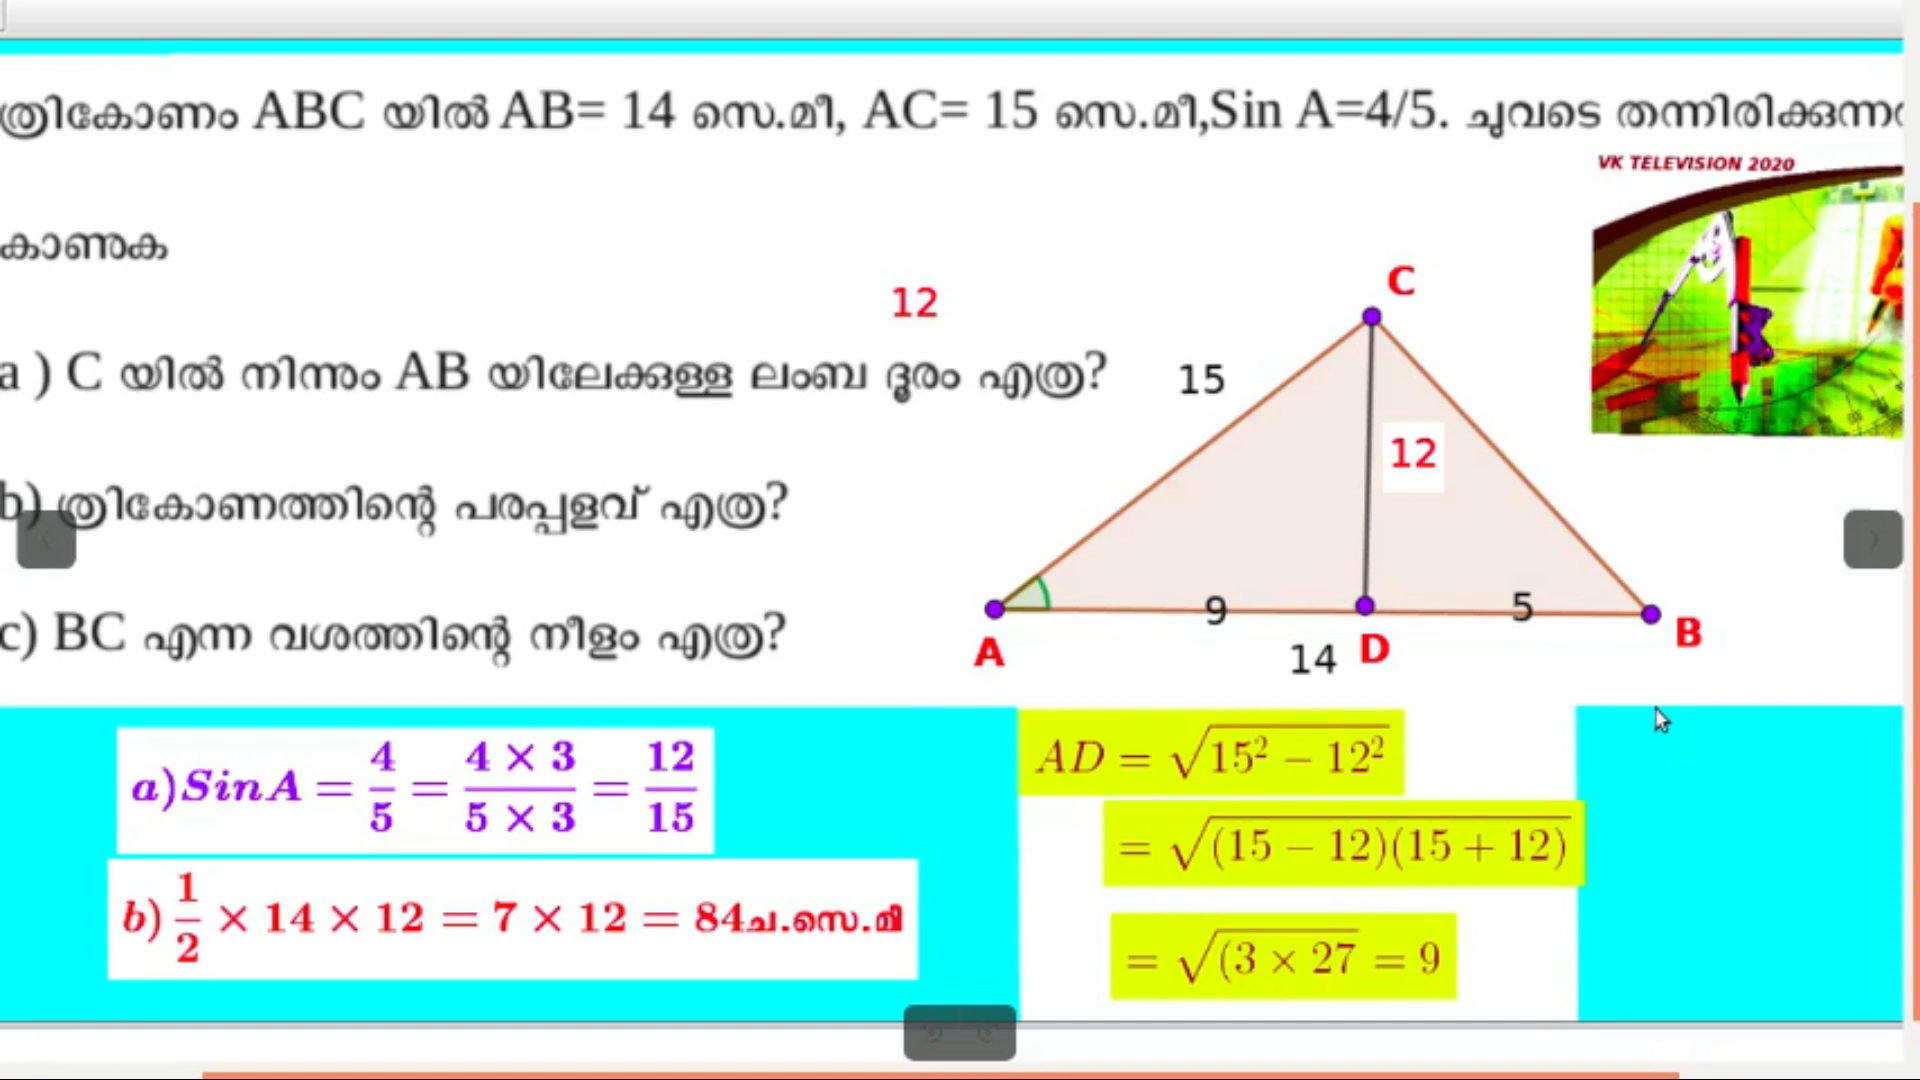 ത്രികോണം ABC യിൽ AB= 14 സെ.മീ, AC= 15 സെ.മീ,Sin A=4/5. ചുവടെ
VK TELEVISION 2020
കാണുക
12
C
a ) C യിൽ നിന്നും AB യിലേക്കുള്ള ലംബ ദൂരം എത്ര?
15
12
b) ത്രികോണത്തിന്റെ പരപ്പളവ് എത്ര?
9
5
c) BC എന്ന വശത്തിന്റെ നീളം എത്ര?
A
14
D
B
a)SinA = 4/5 = 4 × 3/5 × 3 = 12/15
AD = √15² − 12²
= √(15 − 12)(15 + 12)
b) 1/2 × 14 × 12 = 7 × 12 = 84ച.സെ.മീ
= √(3 × 27 = 9